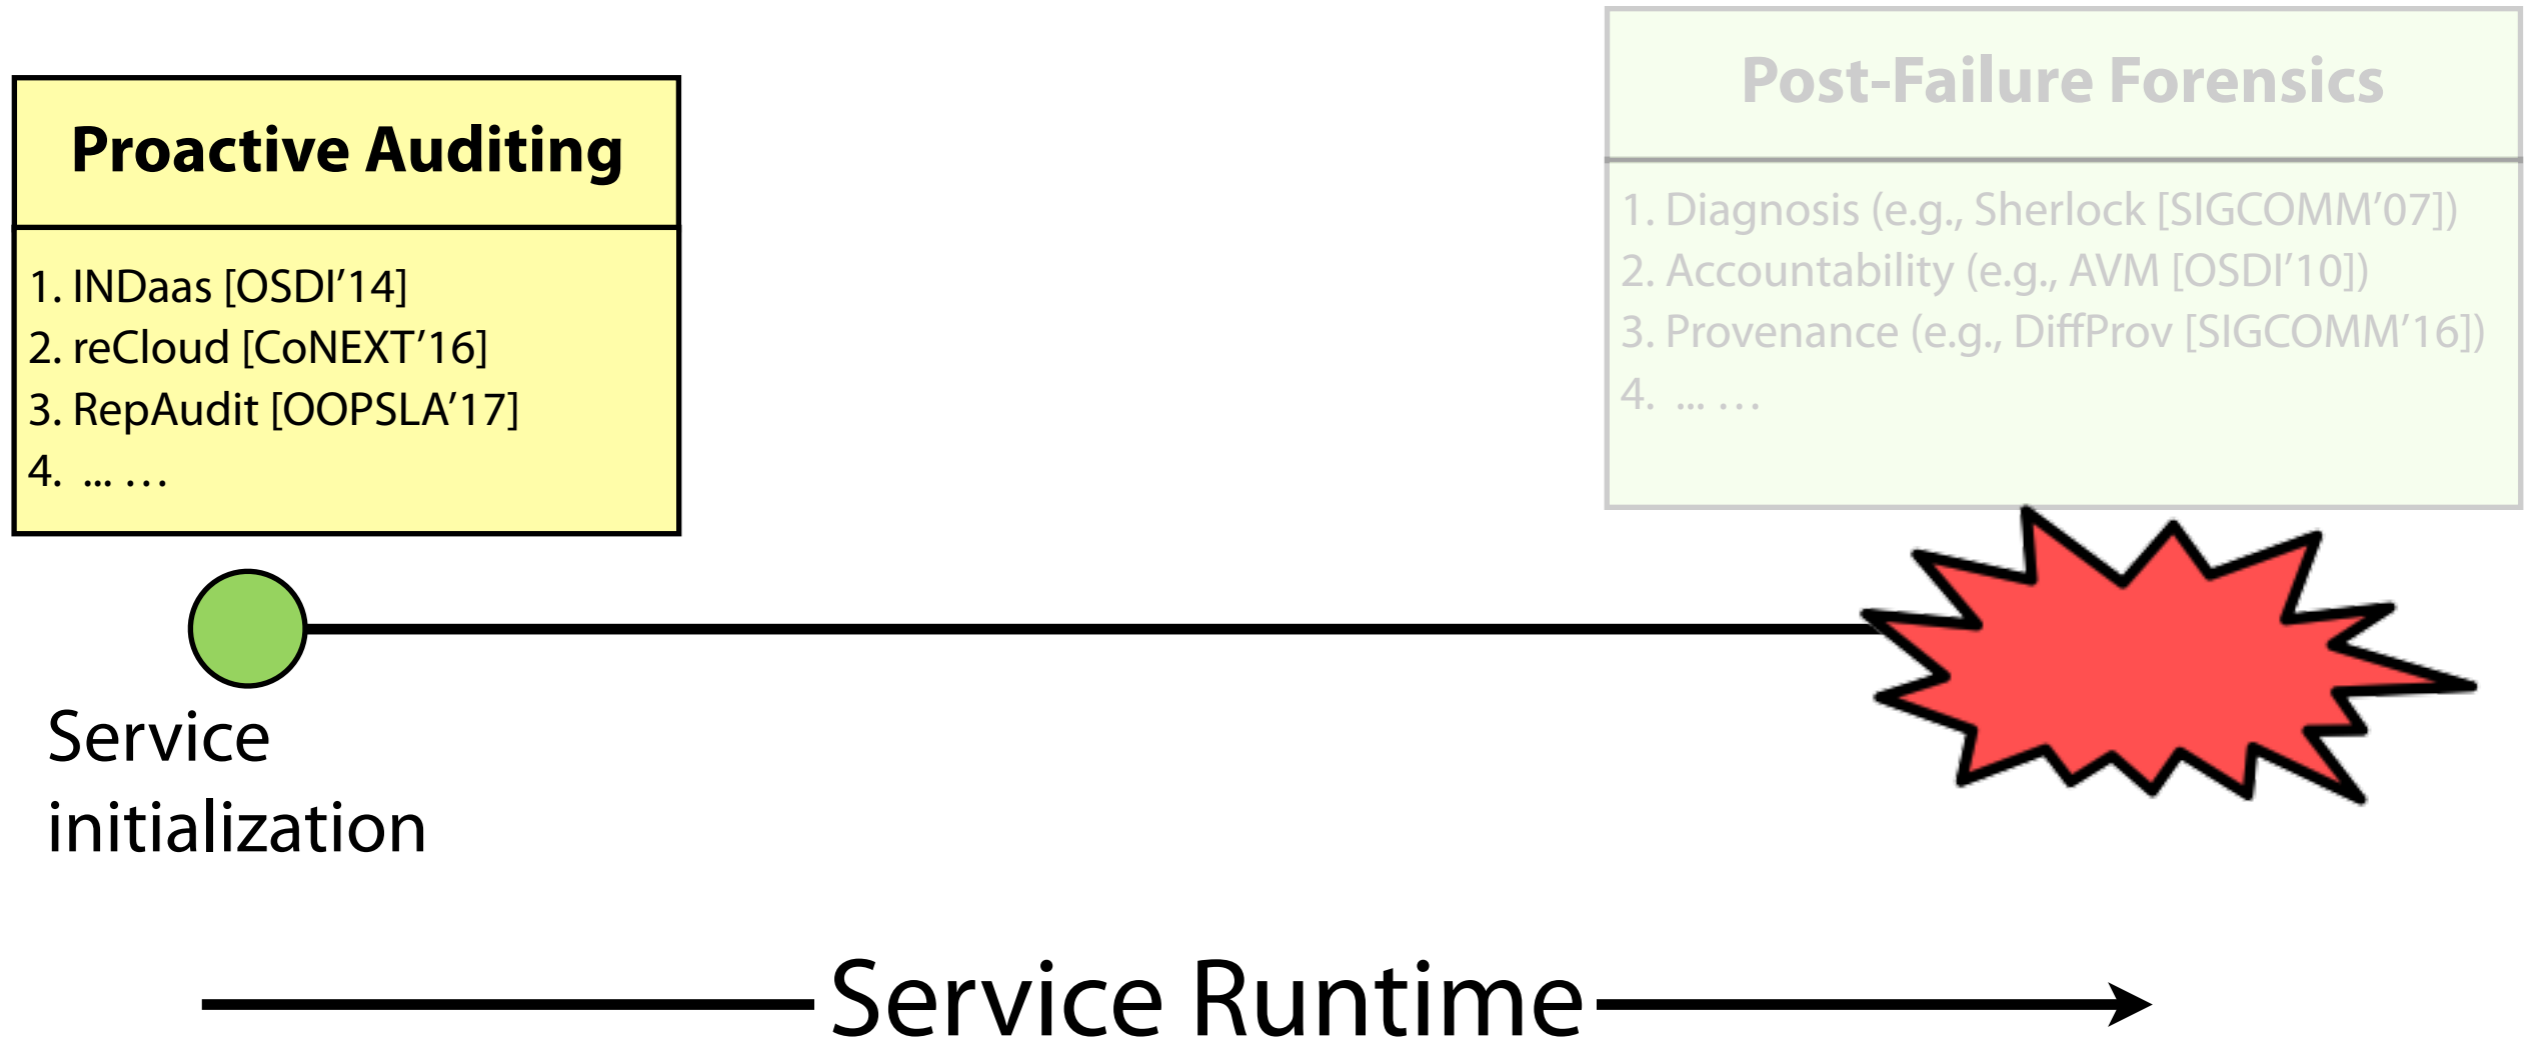 Proactive Auditing
1. INDaas [OSDI’14]
2. reCloud [CoNEXT’16]
3. RepAudit [OOPSLA’17]
4. ... …
Post-Failure Forensics
1. Diagnosis (e.g., Sherlock [SIGCOMM’07])
2. Accountability (e.g., AVM [OSDI’10])
3. Provenance (e.g., DiffProv [SIGCOMM’16])
4. ... …
Service
initialization
Service Runtime